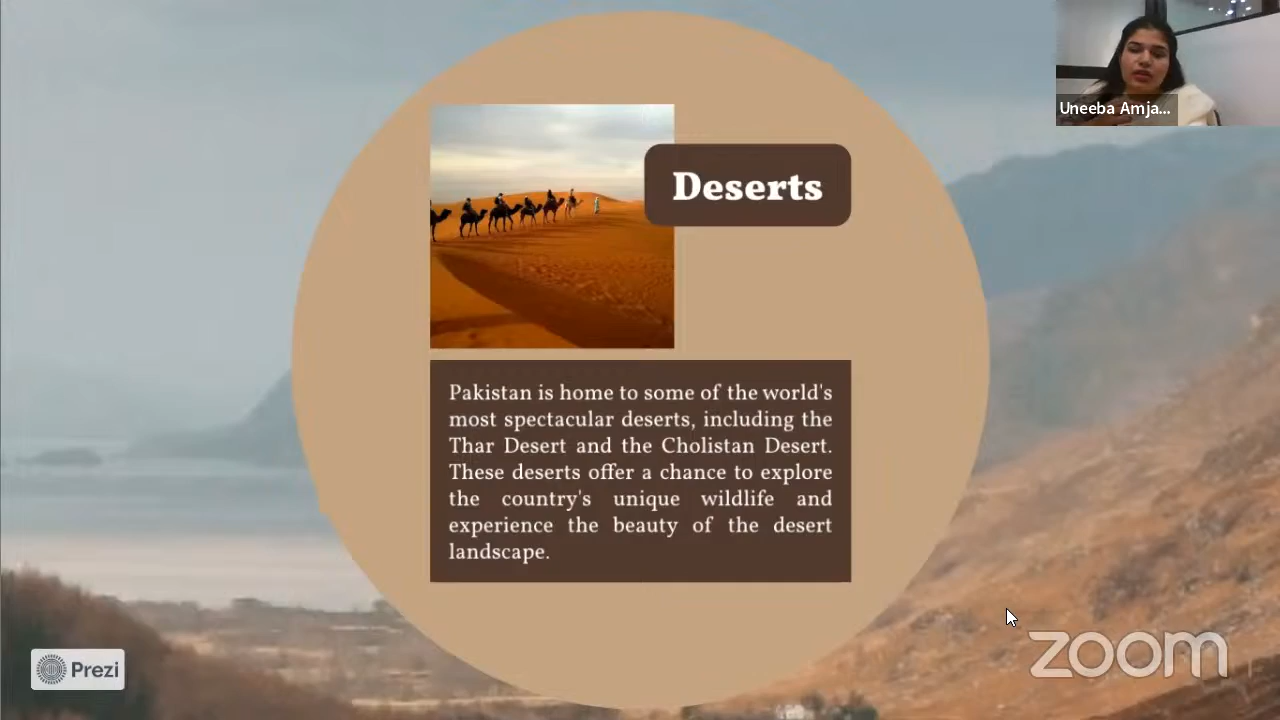 Uneeba Amja...
Deserts
Pakistan is home to some of the world's
most spectacular deserts, including the
Thar Desert and the Cholistan Desert.
These deserts offer a chance to explore
the country's unique wildlife and
experience the beauty of the desert
landscape.
Prezi
zoom